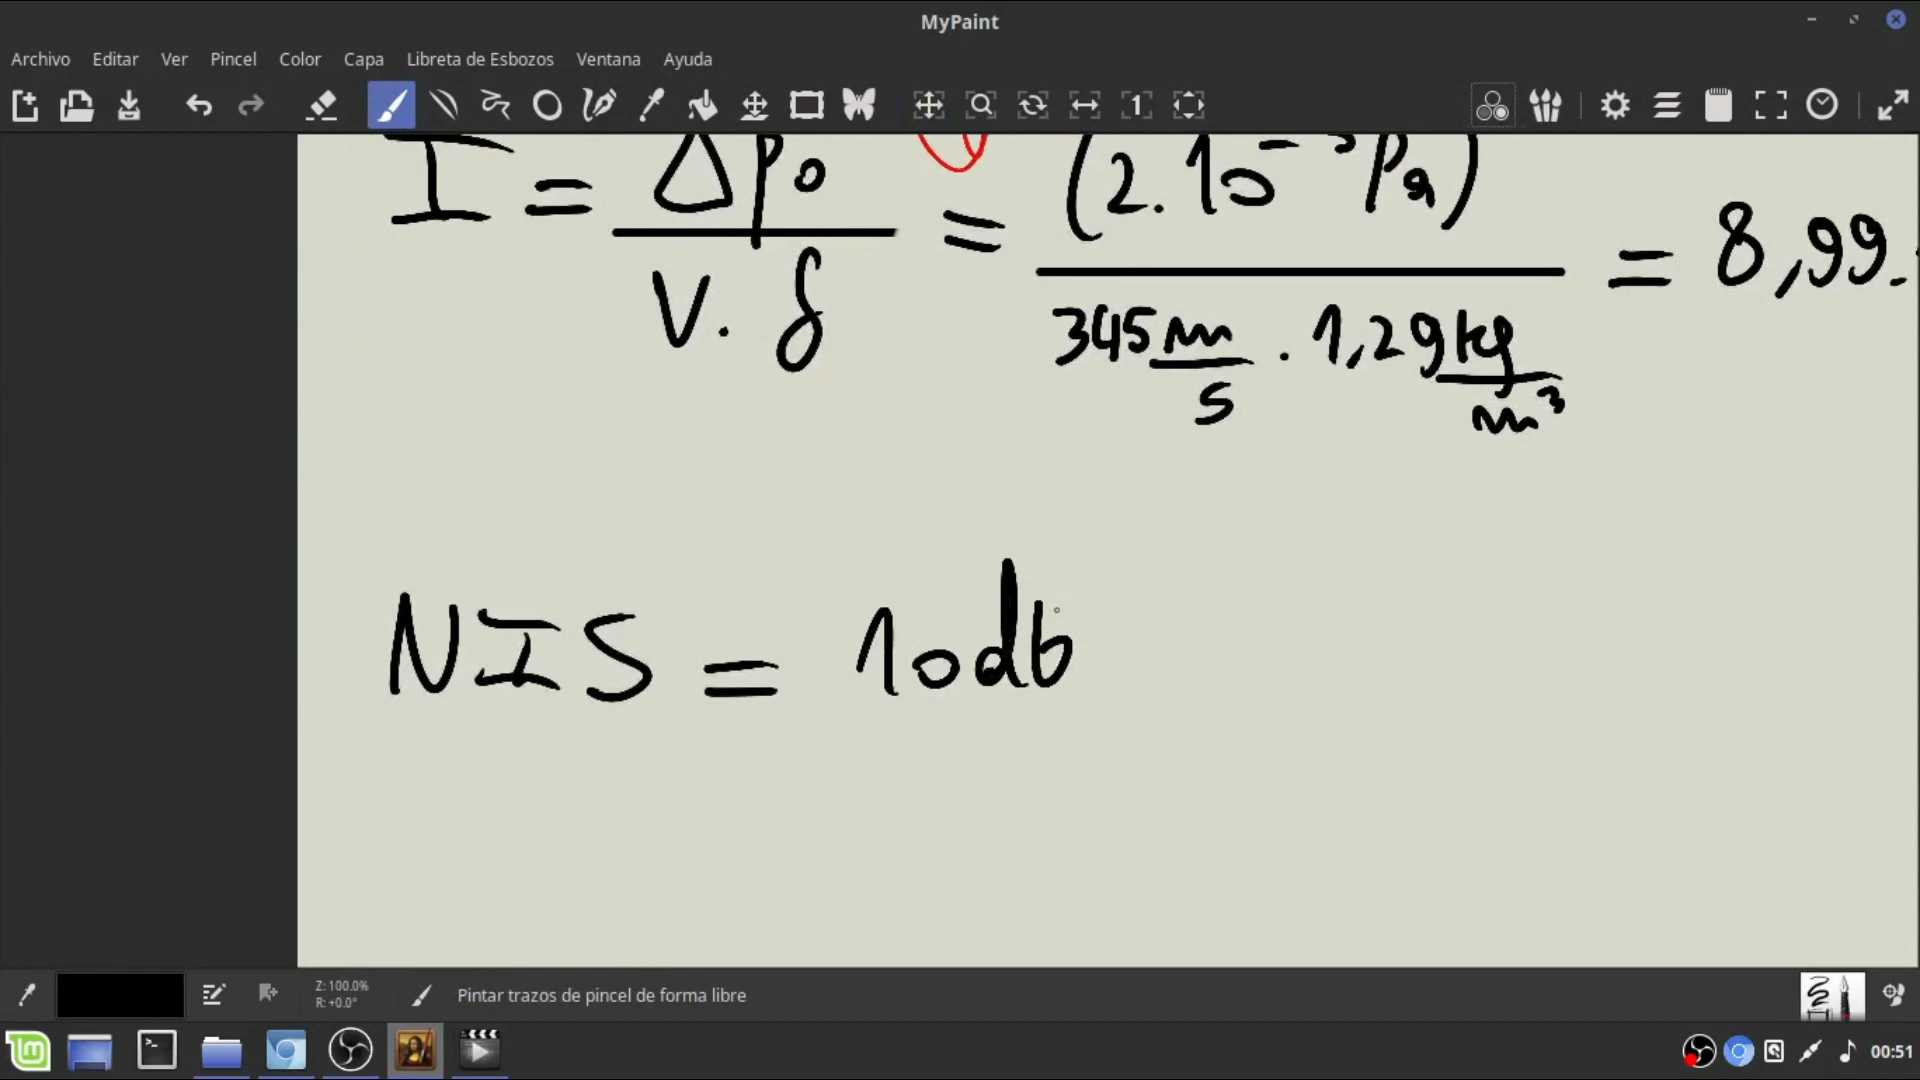 MyPaint
Archivo Editar Ver Pincel Color Capa Libreta de Esbozos Ventana Ayuda
I = Δp₀ / (V. δ) = (2.10⁻ Pa) / (345 m/s . 1,29 kg/m³) = 8,99.
NIS = 10db
Z: 100.0%
R: +0.0°
Pintar trazos de pincel de forma libre
00:51